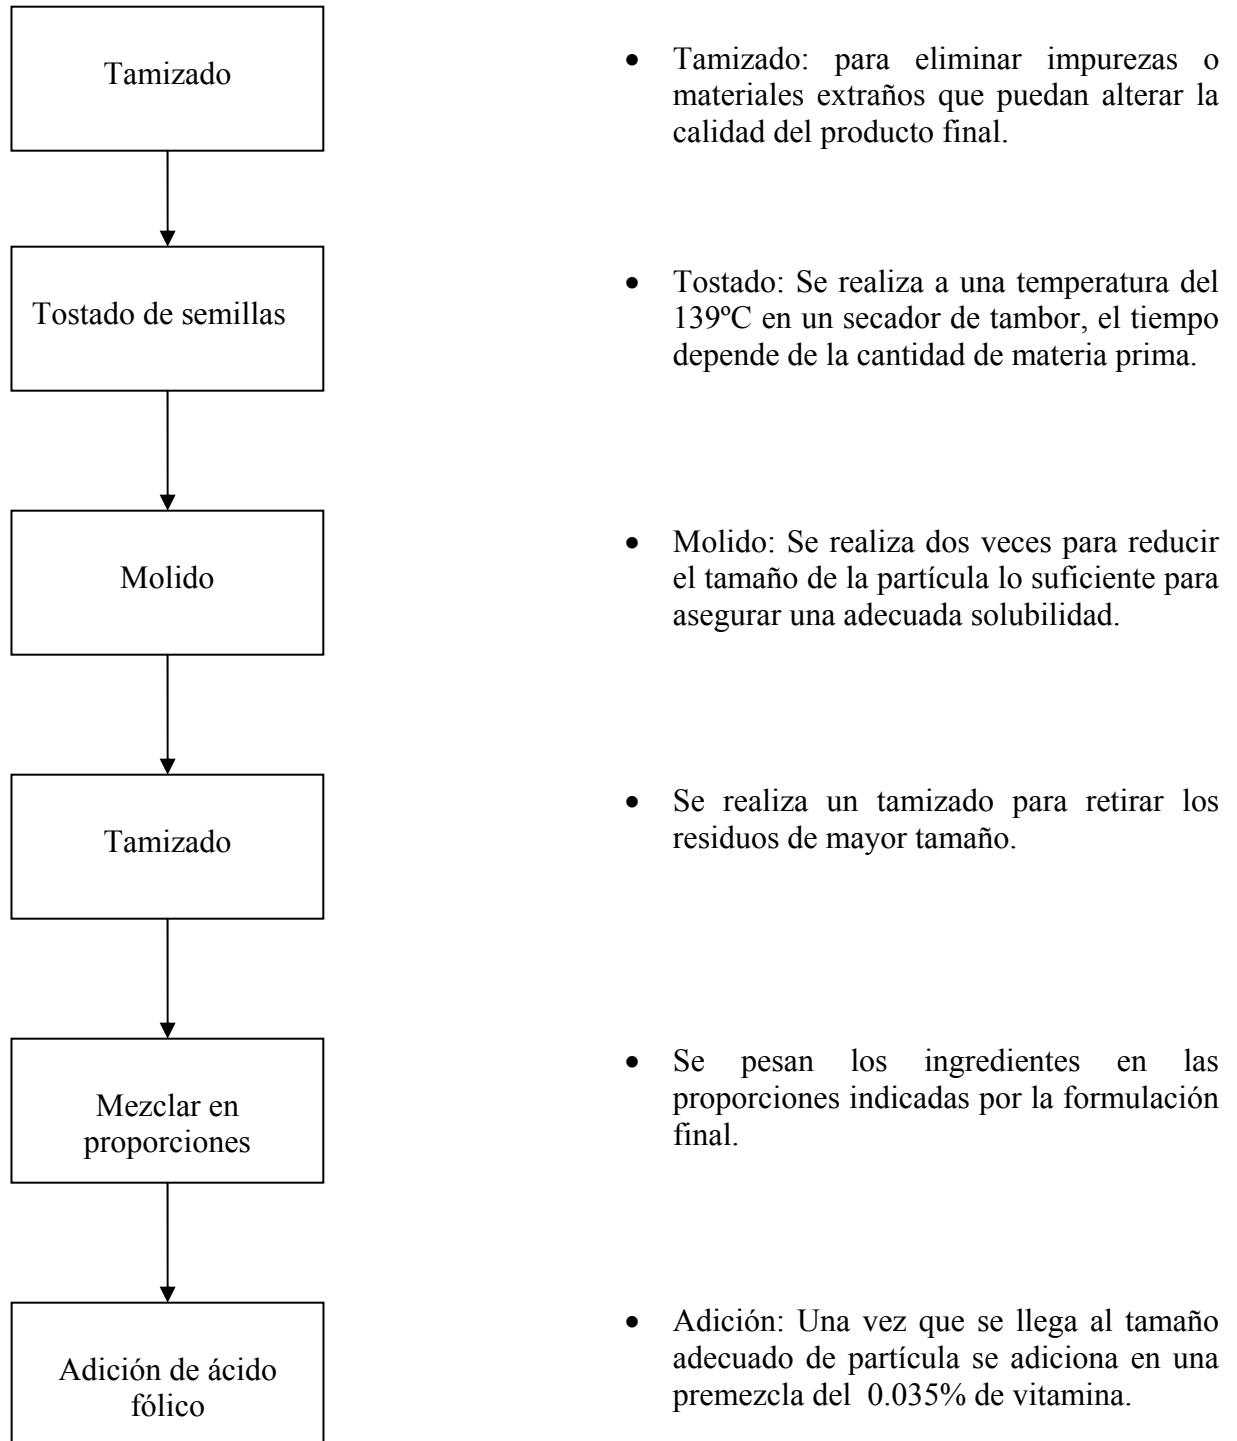 Tamizado
• Tamizado: para eliminar impurezas o
materiales extraños que puedan alterar la
calidad del producto final.
Tostado de semillas
• Tostado: Se realiza a una temperatura del
139ºC en un secador de tambor, el tiempo
depende de la cantidad de materia prima.
Molido
• Molido: Se realiza dos veces para reducir
el tamaño de la partícula lo suficiente para
asegurar una adecuada solubilidad.
Tamizado
• Se realiza un tamizado para retirar los
residuos de mayor tamaño.
Mezclar en
proporciones
• Se pesan los ingredientes en las
proporciones indicadas por la formulación
final.
Adición de ácido
fólico
• Adición: Una vez que se llega al tamaño
adecuado de partícula se adiciona en una
premezcla del 0.035% de vitamina.